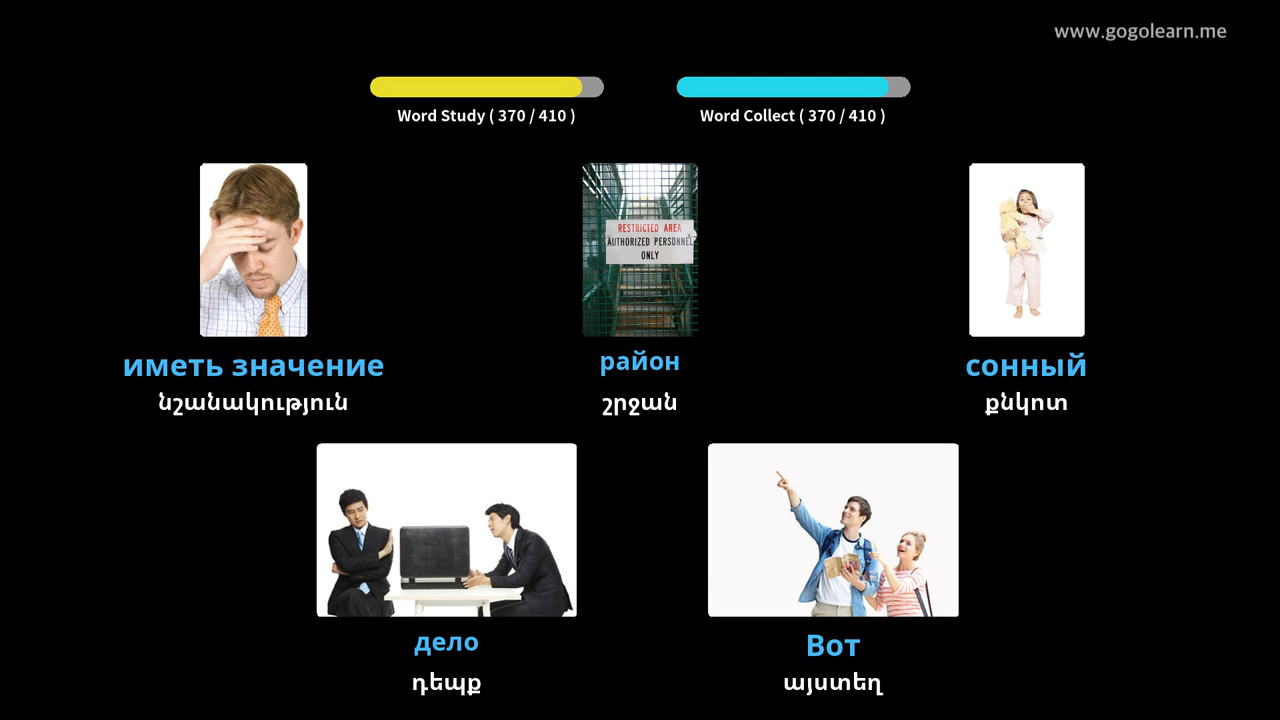 www.gogolearn.me
Word Study ( 370 / 410 )
Word Collect ( 370 / 410 )
RESTRICTED AREA
AUTHORIZED PERSONNEL
ONLY
иметь значение
նշանակություն
район
շրջան
сонный
քնկոտ
дело
դեպք
Вот
այստեղ